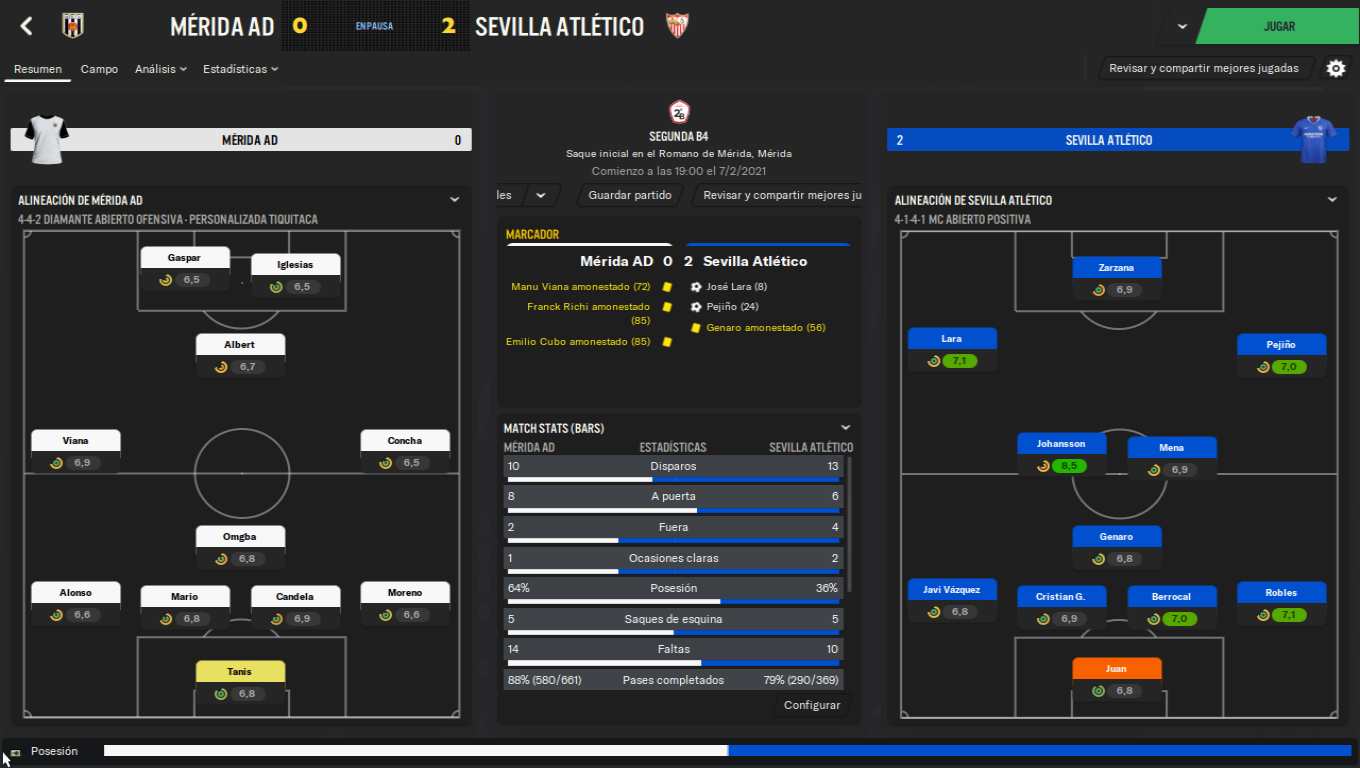 MÉRIDA AD 0 EN PAUSA 2 SEVILLA ATLÉTICO
JUGAR
Resumen Campo Análisis Estadísticas
Revisar y compartir mejores jugadas
MÉRIDA AD 0
ALINEACIÓN DE MÉRIDA AD
4-4-2 DIAMANTE ABIERTO OFENSIVA - PERSONALIZADA TIQUITACA
Gaspar
6,5
Iglesias
6,5
Albert
6,7
Viana
6,9
Concha
6,5
Omgba
6,8
Alonso
6,6
Mario
6,8
Candela
6,9
Moreno
6,6
Tanis
6,8
2B
SEGUNDA B4
Saque inicial en el Romano de Mérida, Mérida
Comienzo a las 19:00 el 7/2/2021
les
Guardar partido
Revisar y compartir mejores ju
MARCADOR
Mérida AD 0 2 Sevilla Atlético
Manu Viana amonestado (72)
Franck Richi amonestado
(85)
Emilio Cubo amonestado (85)
José Lara (8)
Pejiño (24)
Genaro amonestado (56)
MATCH STATS (BARS)
MÉRIDA AD ESTADÍSTICAS SEVILLA ATLÉTICO
10 Disparos 13
8 A puerta 6
2 Fuera 4
1 Ocasiones claras 2
64% Posesión 36%
5 Saques de esquina 5
14 Faltas 10
88% (580/661) Pases completados 79% (290/369)
Configurar
2 SEVILLA ATLÉTICO
ALINEACIÓN DE SEVILLA ATLÉTICO
4-1-4-1 MC ABIERTO POSITIVA
Zarzana
6,9
Lara
7,1
Pejiño
7,0
Johansson
8,5
Mena
6,9
Genaro
6,8
Javi Vázquez
6,8
Cristian G.
6,9
Berrocal
7,0
Robles
7,1
Juan
6,8
Posesión